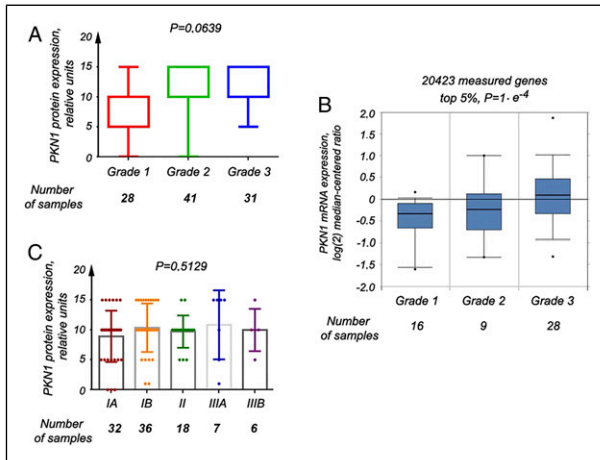 A
P=0.0639
PKN1 protein expression,
relative units
20
15
10
5
0
Grade 1 Grade 2 Grade 3
Number
of samples
28 41 31
B
20423 measured genes
top 5%, P=1· e-4
PKN1 mRNA expression,
log(2) median-centered ratio
2.0
1.5
1.0
0.5
0
-0.5
-1.0
-1.5
-2.0
Grade 1 Grade 2 Grade 3
Number
of samples
16 9 28
C
P=0.5129
PKN1 protein expression,
relative units
20
15
10
5
0
IA IB II IIIA IIIB
Number
of samples
32 36 18 7 6